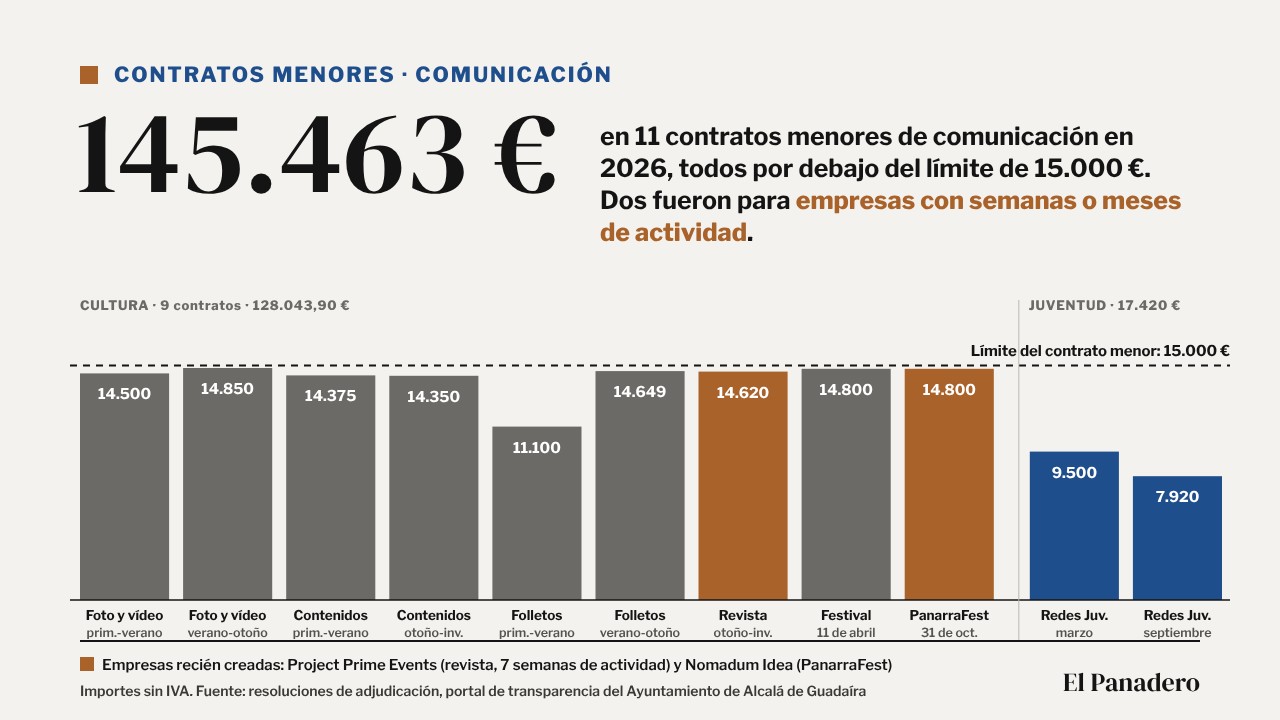 CONTRATOS MENORES · COMUNICACIÓN
145.463 €
en 11 contratos menores de comunicación en
2026, todos por debajo del límite de 15.000 €.
Dos fueron para empresas con semanas o meses
de actividad.
CULTURA · 9 contratos · 128.043,90 €
JUVENTUD · 17.420 €
Límite del contrato menor: 15.000 €
14.500
14.850
14.375
14.350
11.100
14.649
14.620
14.800
14.800
9.500
7.920
Foto y vídeo
prim.-verano
Foto y vídeo
verano-otoño
Contenidos
prim.-verano
Contenidos
otoño-inv.
Folletos
prim.-verano
Folletos
verano-otoño
Revista
otoño-inv.
Festival
11 de abril
PanarraFest
31 de oct.
Redes Juv.
marzo
Redes Juv.
septiembre
Empresas recién creadas: Project Prime Events (revista, 7 semanas de actividad) y Nomadum Idea (PanarraFest)
Importes sin IVA. Fuente: resoluciones de adjudicación, portal de transparencia del Ayuntamiento de Alcalá de Guadaíra
El Panadero